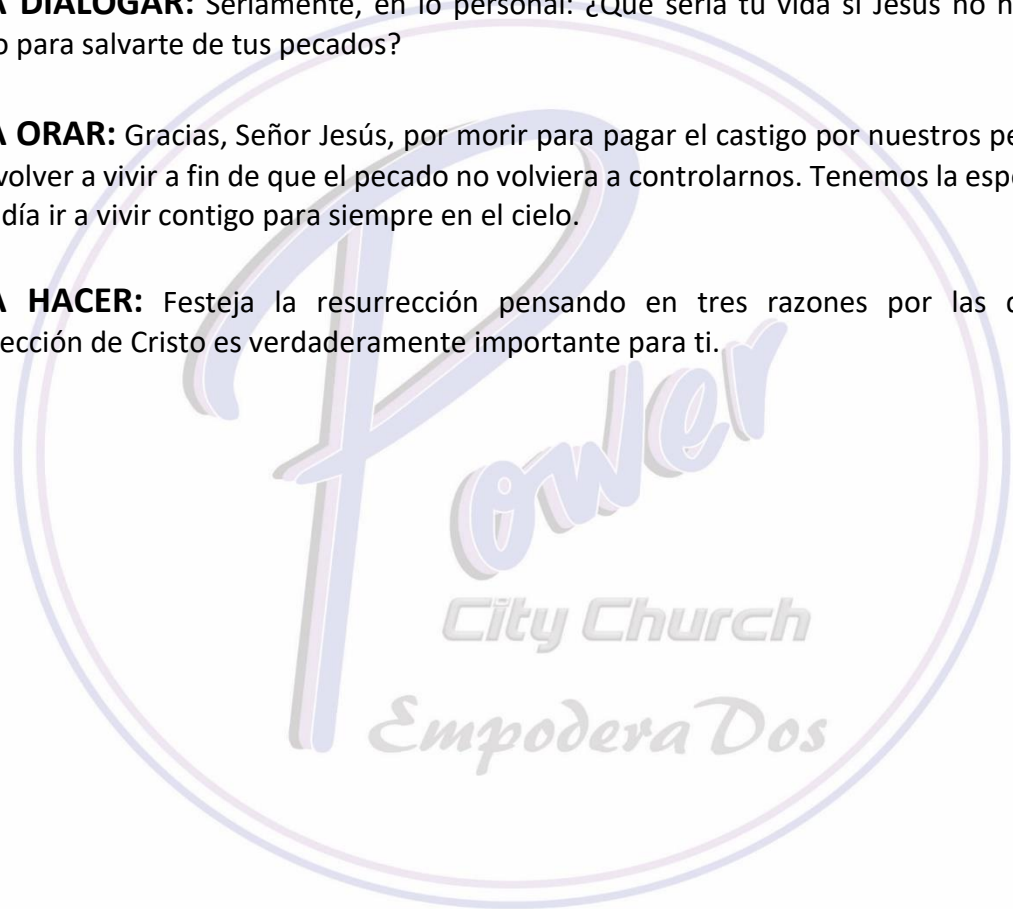 A DIALOGAR: Seriamente, en lo personal: ¿Qué sería tu vida si Jesús no h
o para salvarte de tus pecados?
A ORAR: Gracias, Señor Jesús, por morir para pagar el castigo por nuestros pe
volver a vivir a fin de que el pecado no volviera a controlarnos. Tenemos la espe
día ir a vivir contigo para siempre en el cielo.
A HACER: Festeja la resurrección pensando en tres razones por las
ección de Cristo es verdaderamente importante para ti.
Power
City Church
Empodera Dos